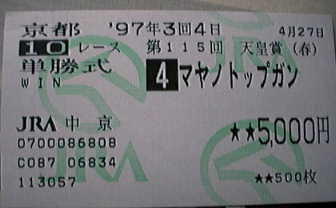 京都 '97年3回4日 4月27日
10レース 第115回 天皇賞(春)
単勝式
WIN 4 マヤノトップガン
JRA 中京 ★★5,000円
0700086808
C087 06834
113057 ★★500枚